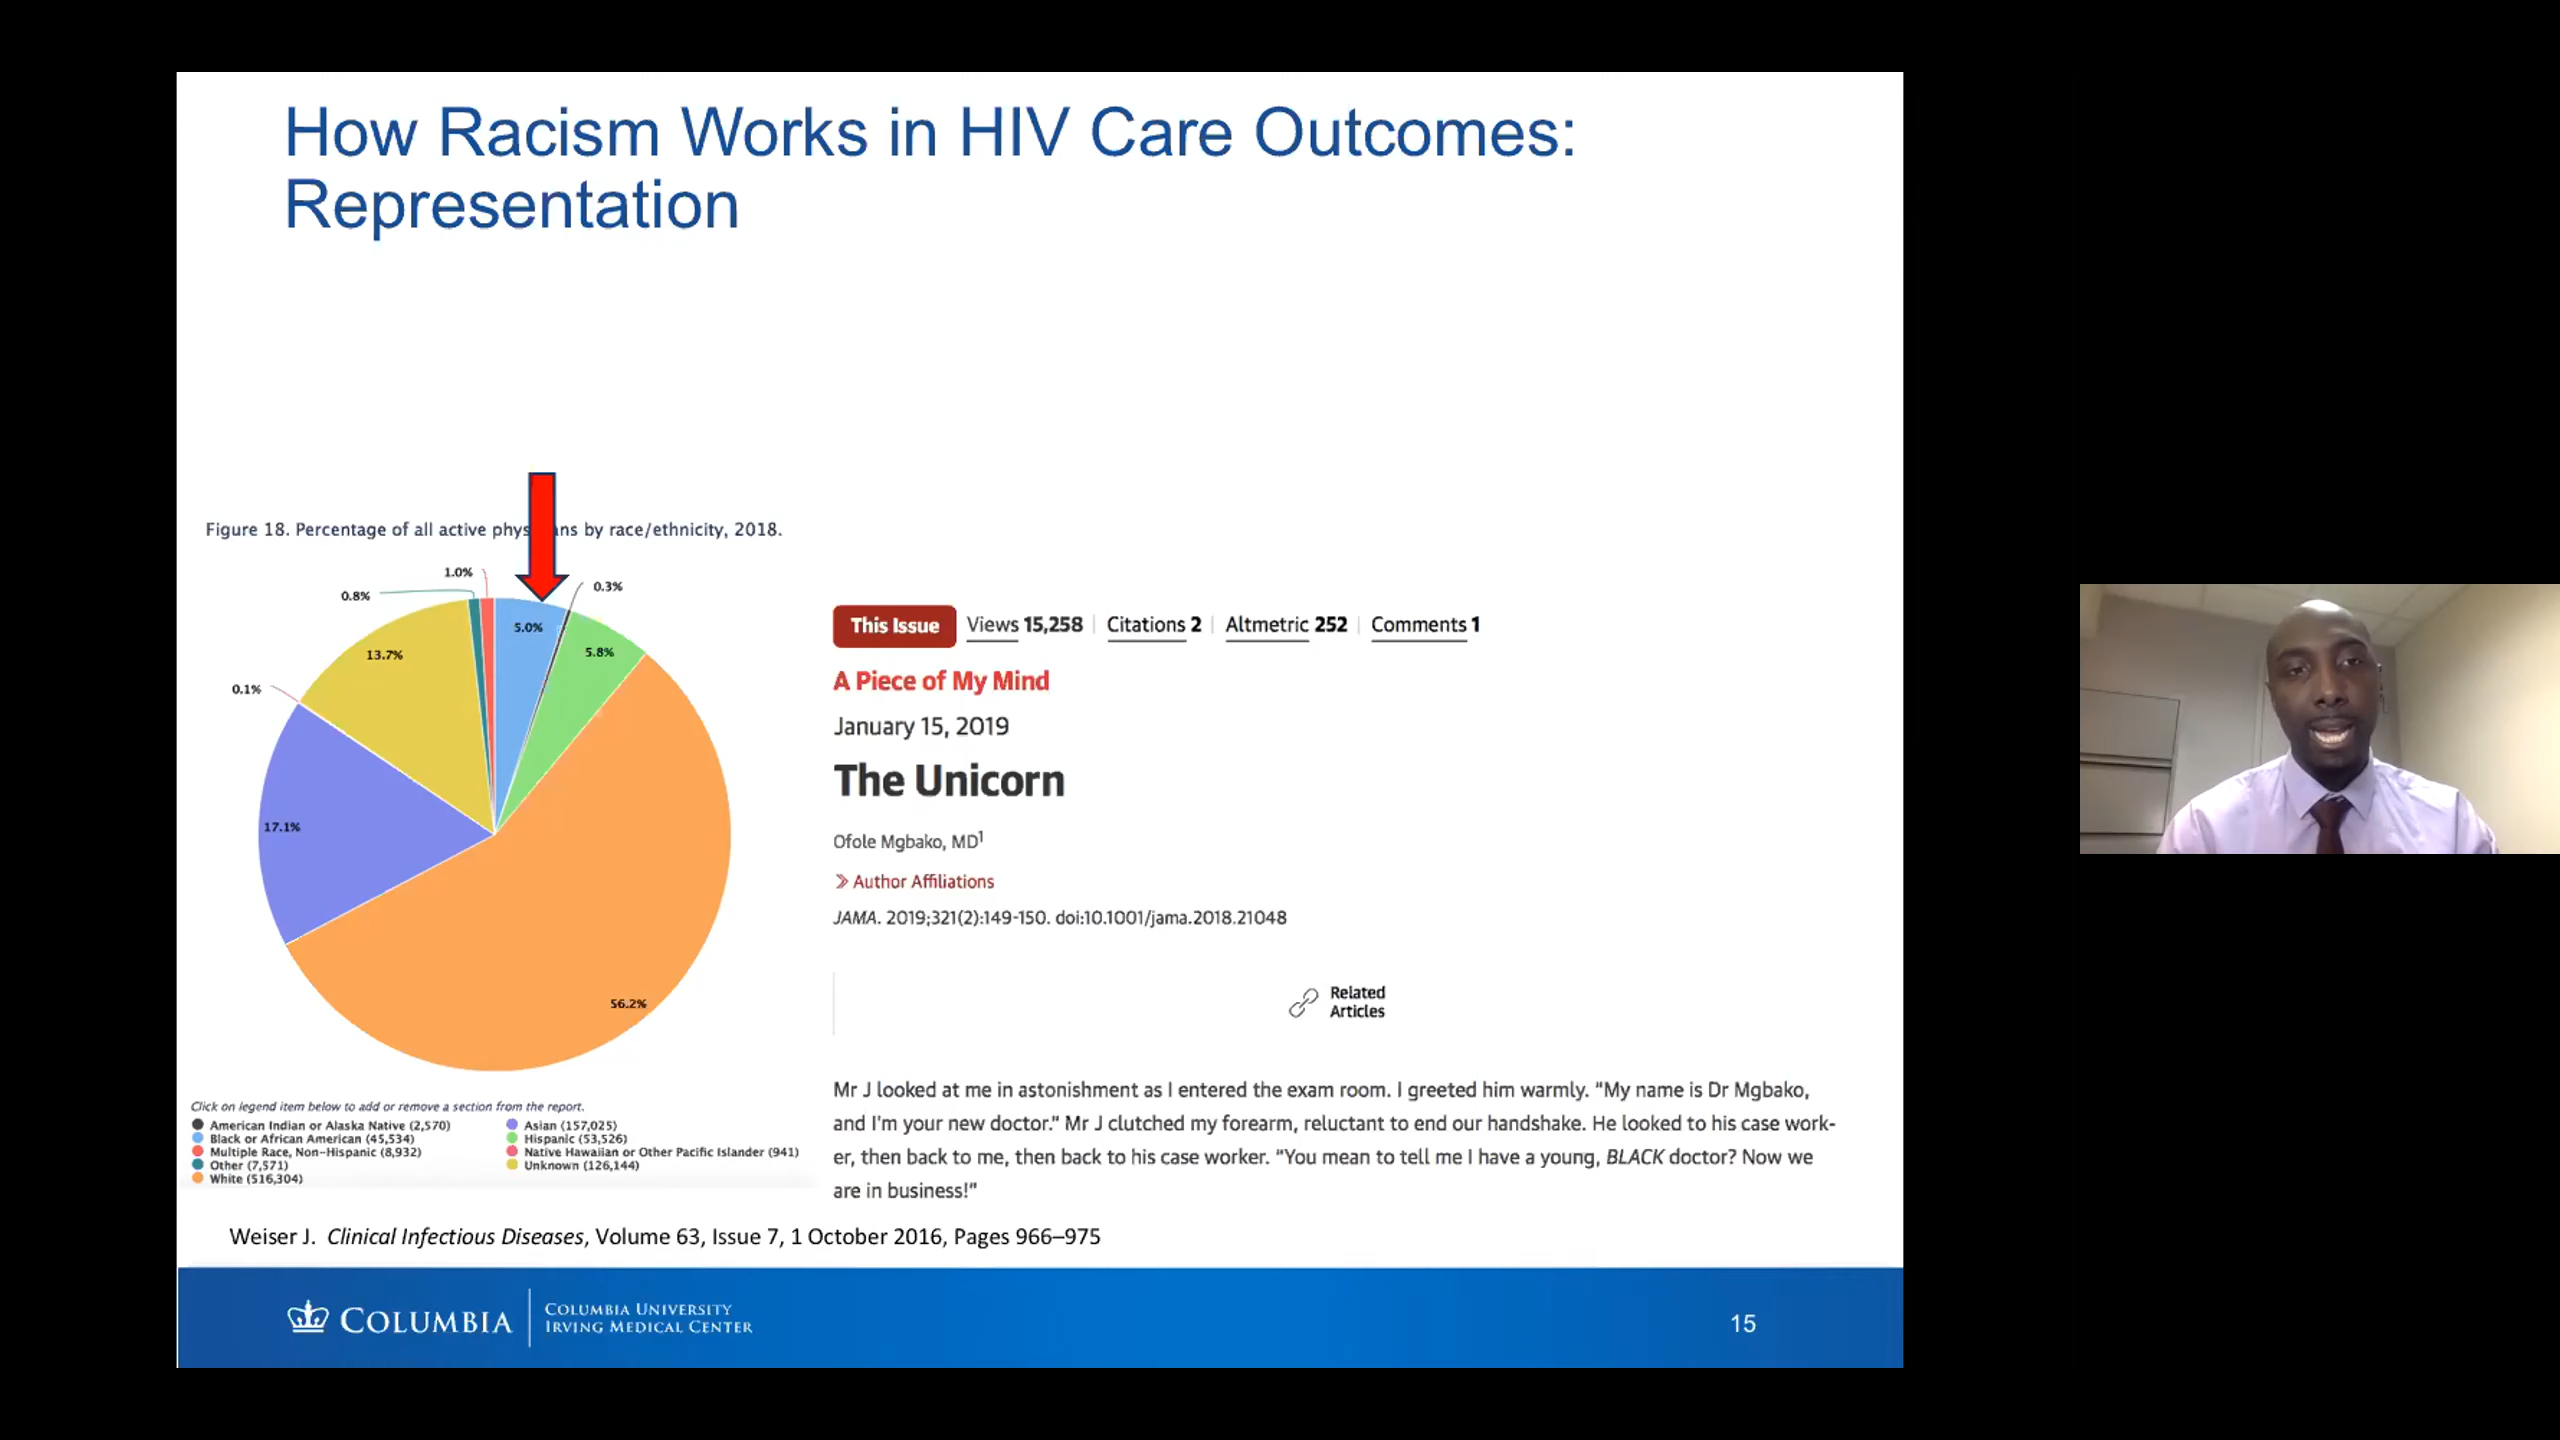 How Racism Works in HIV Care Outcomes:
Representation
Figure 18. Percentage of all active phys ns by race/ethnicity, 2018.
1.0%
0.3%
0.8%
5.0%
5.8%
13.7%
0.1%
17.1%
56.2%
Click on legend item below to add or remove a section from the report.
American Indian or Alaska Native (2,570)
Black or African American (45,534)
Multiple Race, Non-Hispanic (8,932)
Other (7,571)
White (516,304)
Asian (157,025)
Hispanic (53,526)
Native Hawaiian or Other Pacific Islander (941)
Unknown (126,144)
This Issue Views 15,258 Citations 2 Altmetric 252 Comments 1
A Piece of My Mind
January 15, 2019
The Unicorn
Ofole Mgbako, MD1
Author Affiliations
JAMA. 2019;321(2):149-150. doi:10.1001/jama.2018.21048
Related
Articles
Mr J looked at me in astonishment as I entered the exam room. I greeted him warmly. “My name is Dr Mgbako,
and I'm your new doctor.” Mr J clutched my forearm, reluctant to end our handshake. He looked to his case work-
er, then back to me, then back to his case worker. “You mean to tell me I have a young, BLACK doctor? Now we
are in business!”
Weiser J. Clinical Infectious Diseases, Volume 63, Issue 7, 1 October 2016, Pages 966–975
COLUMBIA
COLUMBIA UNIVERSITY
IRVING MEDICAL CENTER
15